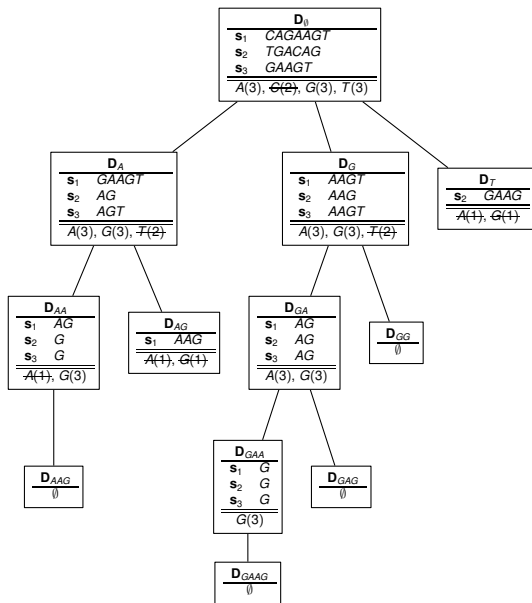 D∅
s1 CAGAAGT
s2 TGACAG
s3 GAAGT
A(3), C(2), G(3), T(3)
DA
s1 GAAGT
s2 AG
s3 AGT
A(3), G(3), T(2)
DG
s1 AAGT
s2 AAG
s3 AAGT
A(3), G(3), T(2)
DT
s2 GAAG
A(1), G(1)
DAA
s1 AG
s2 G
s3 G
A(1), G(3)
DAG
s1 AAG
A(1), G(1)
DGA
s1 AG
s2 AG
s3 AG
A(3), G(3)
DGG
∅
DAAG
∅
DGAA
s1 G
s2 G
s3 G
G(3)
DGAG
∅
DGAAG
∅